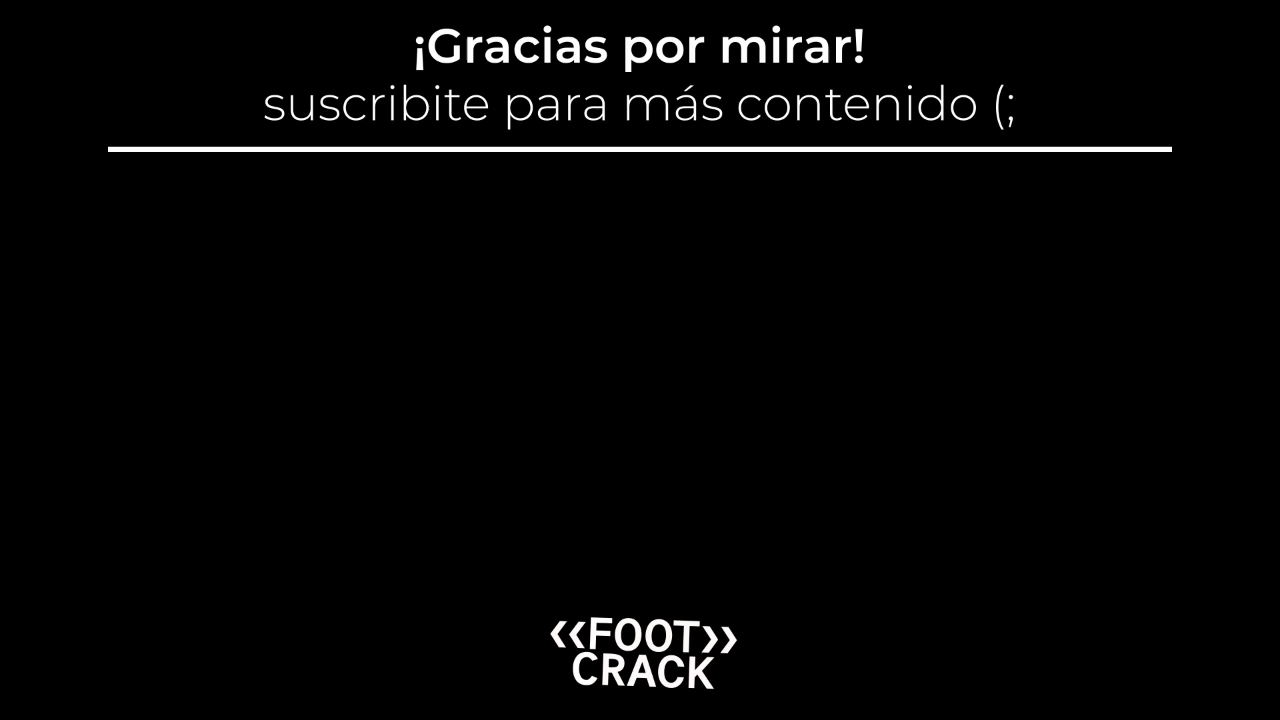 ¡Gracias por mirar!
suscribite para más contenido (;
‹‹FOOT››
CRACK